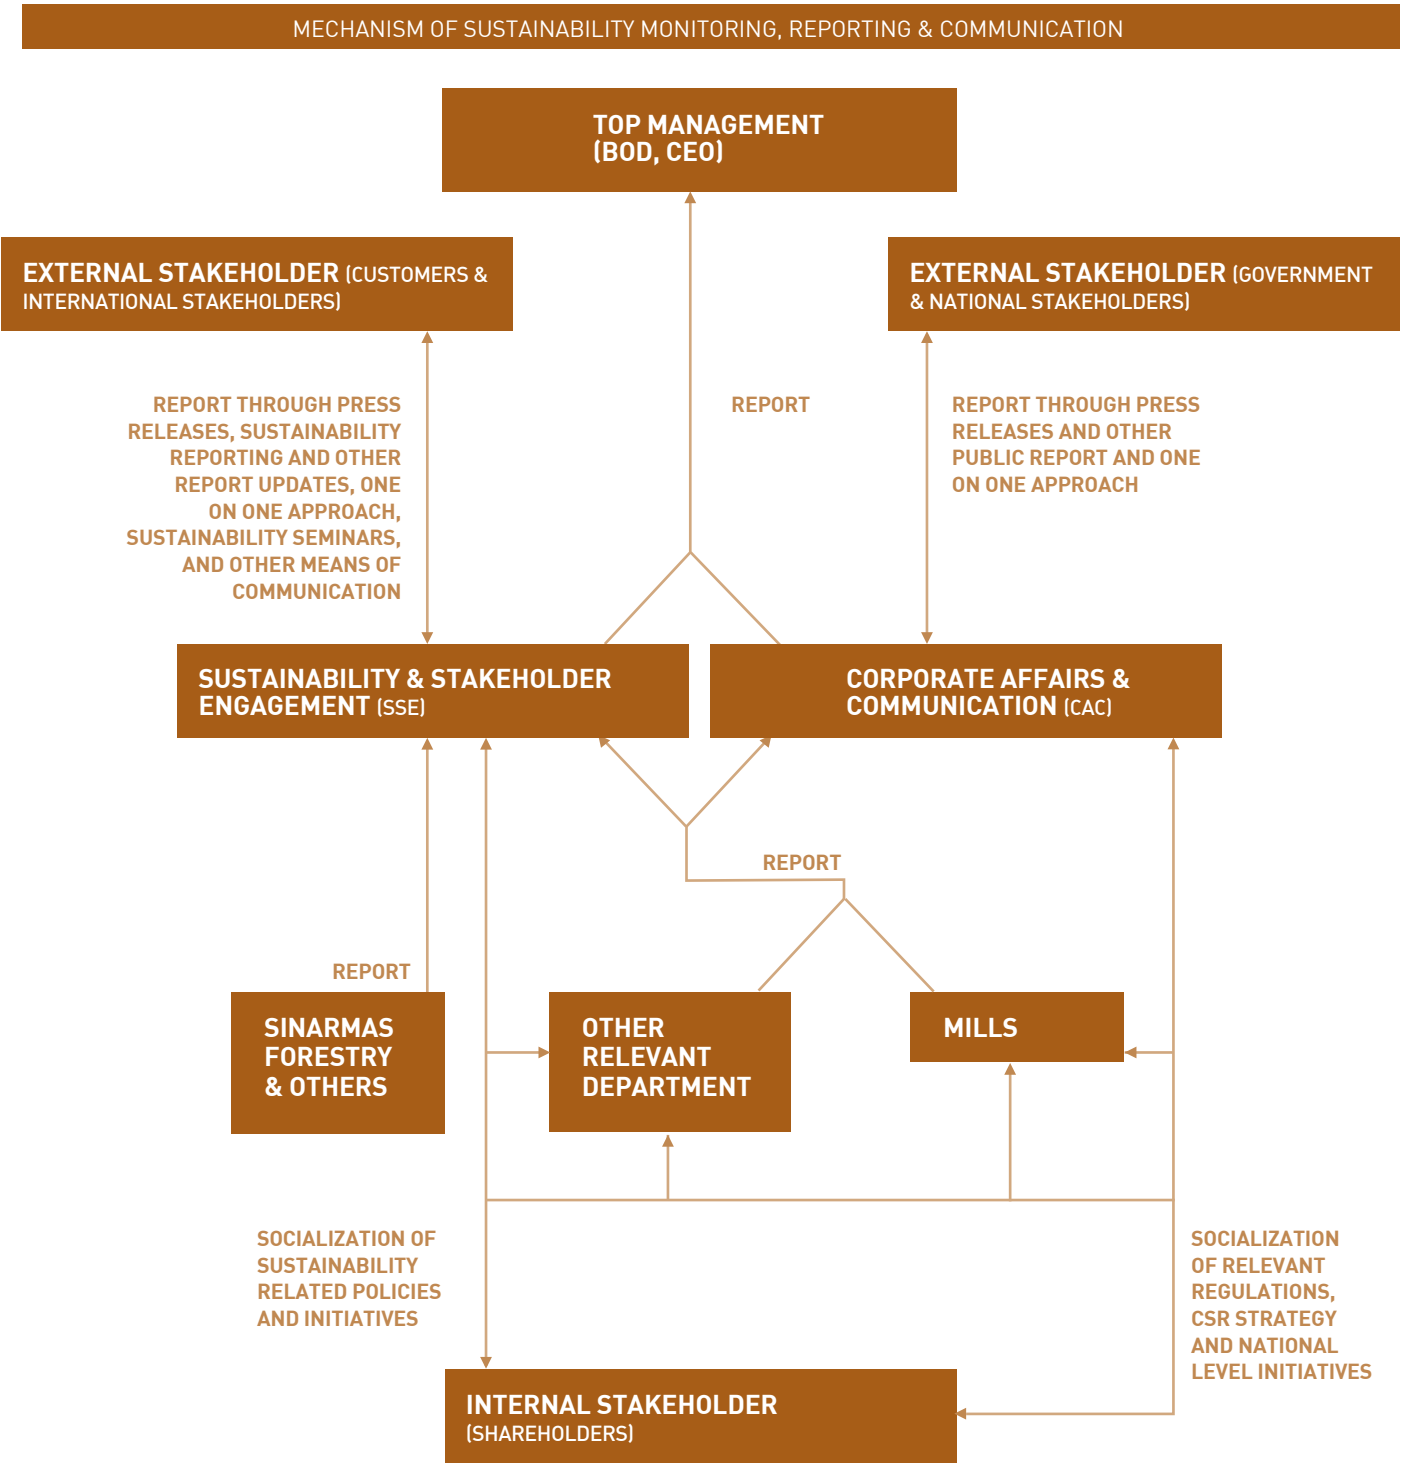 MECHANISM OF SUSTAINABILITY MONITORING, REPORTING & COMMUNICATION
TOP MANAGEMENT
(BOD, CEO)
EXTERNAL STAKEHOLDER (CUSTOMERS &
INTERNATIONAL STAKEHOLDERS)
EXTERNAL STAKEHOLDER (GOVERNMENT
& NATIONAL STAKEHOLDERS)
REPORT THROUGH PRESS
RELEASES, SUSTAINABILITY
REPORTING AND OTHER
REPORT UPDATES, ONE
ON ONE APPROACH,
SUSTAINABILITY SEMINARS,
AND OTHER MEANS OF
COMMUNICATION
REPORT
REPORT THROUGH PRESS
RELEASES AND OTHER
PUBLIC REPORT AND ONE
ON ONE APPROACH
SUSTAINABILITY & STAKEHOLDER
ENGAGEMENT (SSE)
CORPORATE AFFAIRS &
COMMUNICATION (CAC)
REPORT
REPORT
SINARMAS
FORESTRY
& OTHERS
OTHER
RELEVANT
DEPARTMENT
MILLS
SOCIALIZATION OF
SUSTAINABILITY
RELATED POLICIES
AND INITIATIVES
SOCIALIZATION
OF RELEVANT
REGULATIONS,
CSR STRATEGY
AND NATIONAL
LEVEL INITIATIVES
INTERNAL STAKEHOLDER
(SHAREHOLDERS)